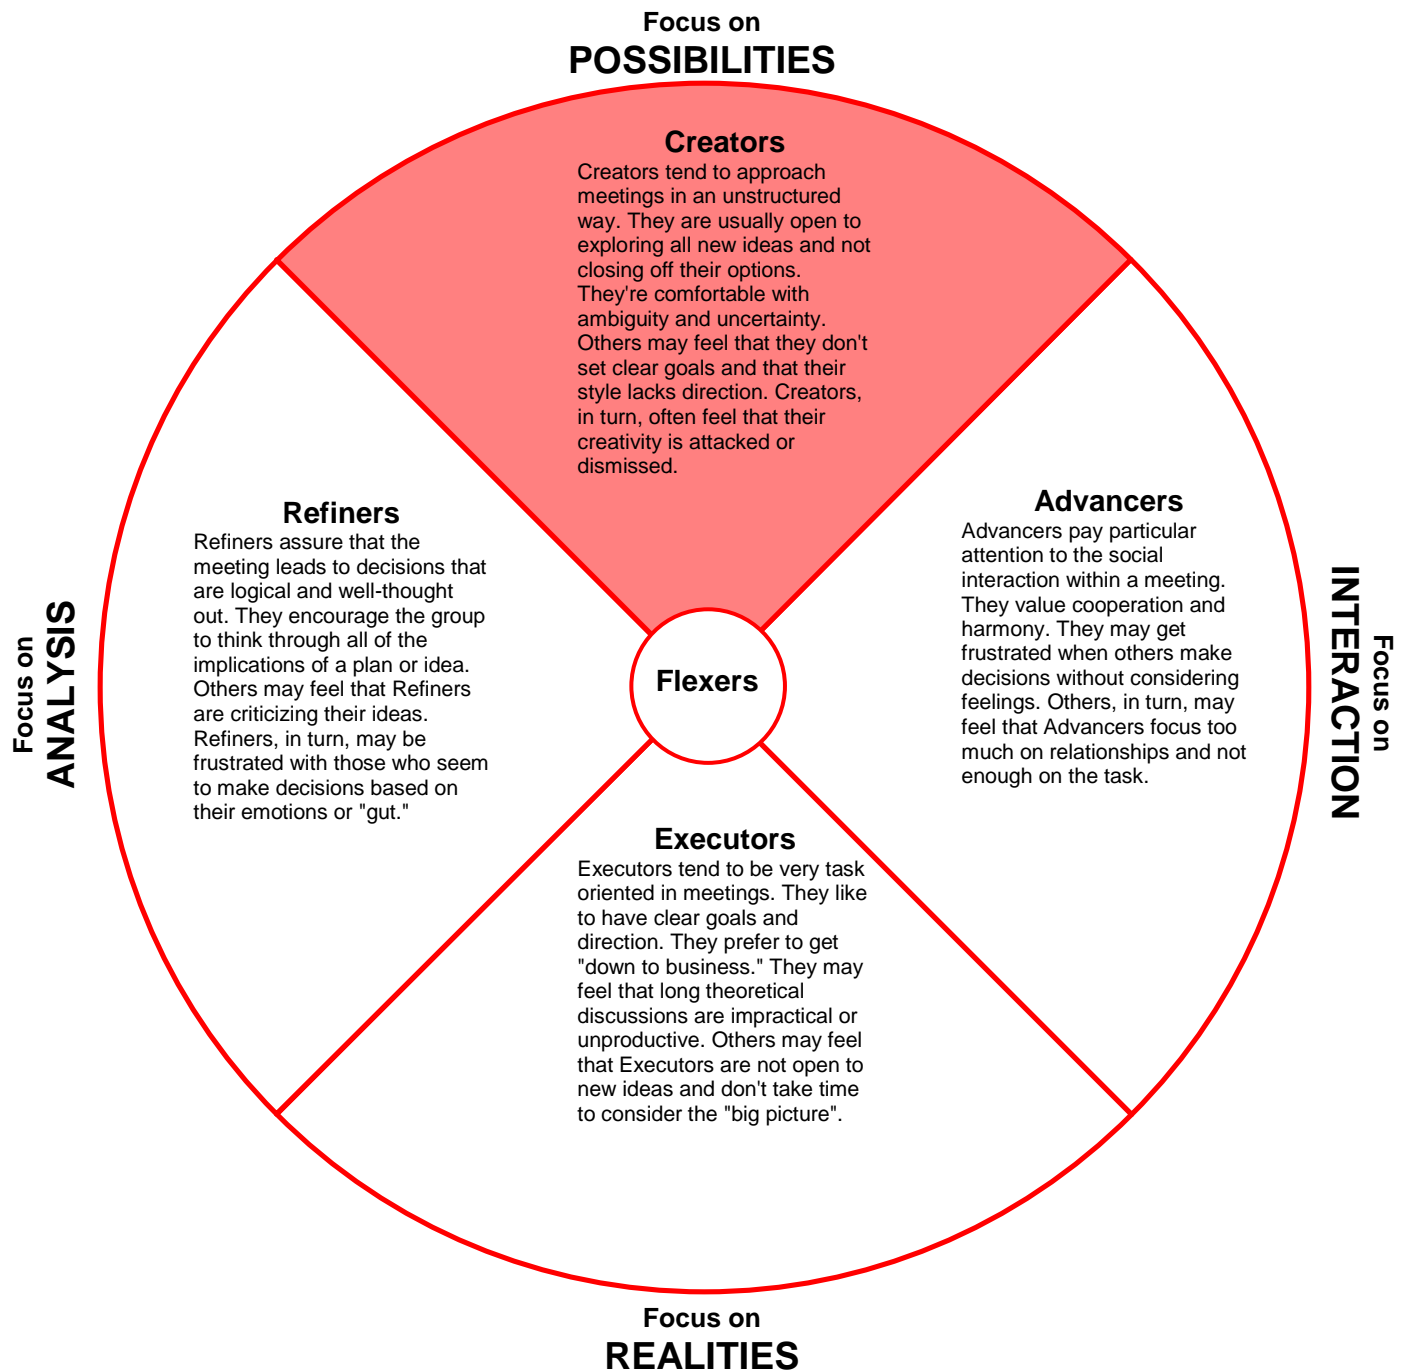 Focus on
POSSIBILITIES
Creators
Creators tend to approach
meetings in an unstructured
way. They are usually open to
exploring all new ideas and not
closing off their options.
They're comfortable with
ambiguity and uncertainty.
Others may feel that they don't
set clear goals and that their
style lacks direction. Creators,
in turn, often feel that their
creativity is attacked or
dismissed.
Focus on
ANALYSIS
Refiners
Refiners assure that the
meeting leads to decisions that
are logical and well-thought
out. They encourage the group
to think through all of the
implications of a plan or idea.
Others may feel that Refiners
are criticizing their ideas.
Refiners, in turn, may be
frustrated with those who seem
to make decisions based on
their emotions or "gut."
Flexers
Advancers
Advancers pay particular
attention to the social
interaction within a meeting.
They value cooperation and
harmony. They may get
frustrated when others make
decisions without considering
feelings. Others, in turn, may
feel that Advancers focus too
much on relationships and not
enough on the task.
Focus on
INTERACTION
Executors
Executors tend to be very task
oriented in meetings. They like
to have clear goals and
direction. They prefer to get
"down to business." They may
feel that long theoretical
discussions are impractical or
unproductive. Others may feel
that Executors are not open to
new ideas and don't take time
to consider the "big picture".
Focus on
REALITIES